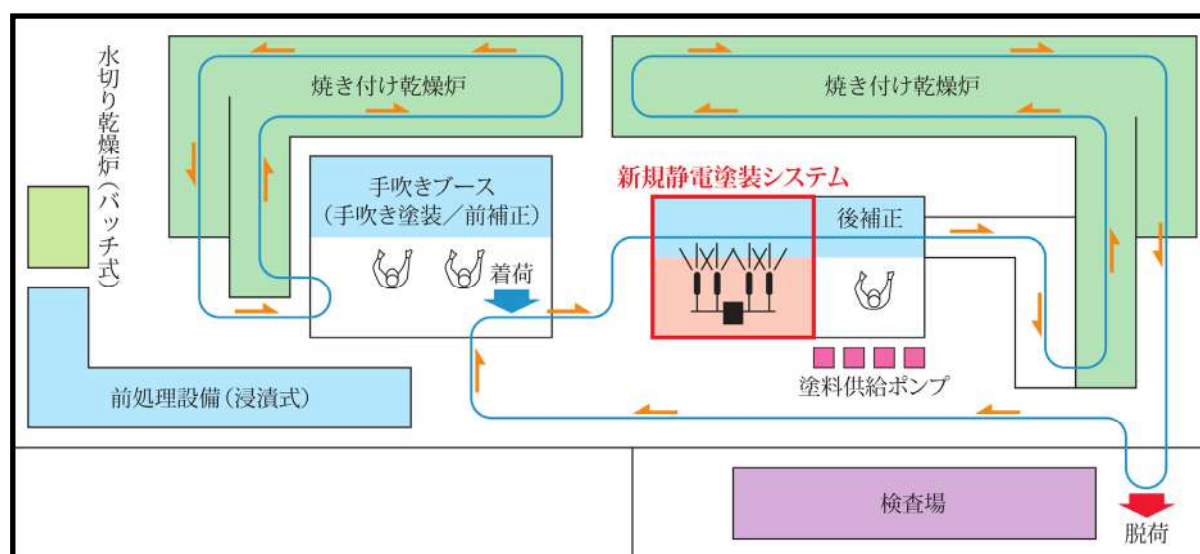 水切り乾燥炉(バッチ式)
焼き付け乾燥炉
焼き付け乾燥炉
手吹きブース
(手吹き塗装／前補正)
着荷
新規静電塗装システム
後補正
塗料供給ポンプ
前処理設備(浸漬式)
検査場
脱荷